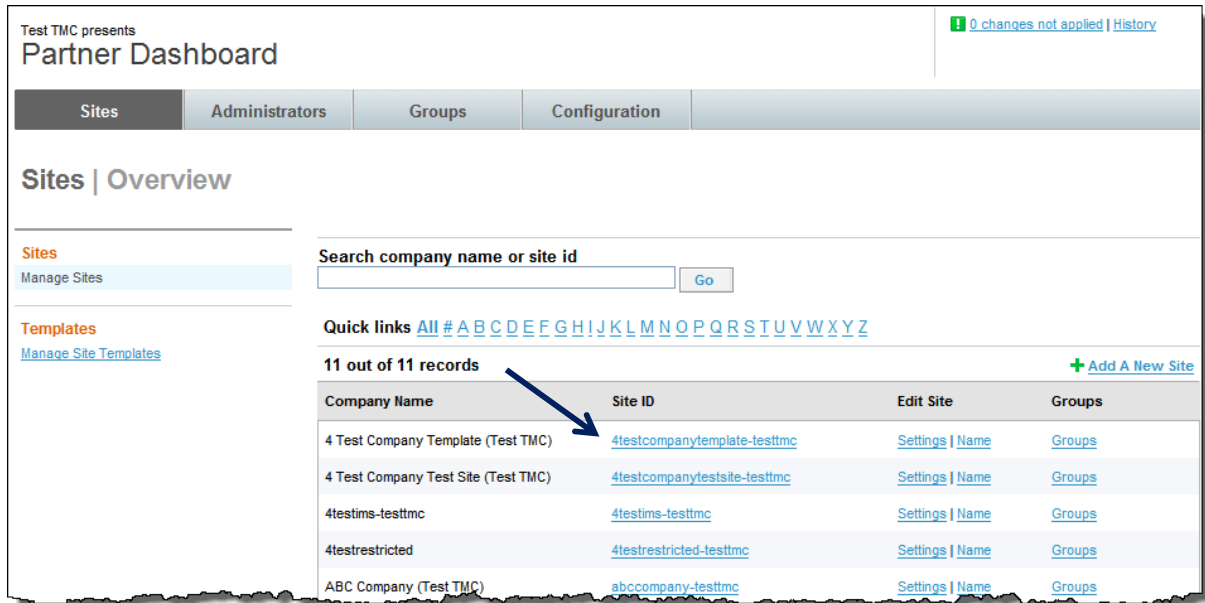 Test TMC presents
Partner Dashboard
0 changes not applied | History
Sites Administrators Groups Configuration
Sites | Overview
Sites
Manage Sites
Templates
Manage Site Templates
Search company name or site id
Go
Quick links All # A B C D E F G H I J K L M N O P Q R S T U V W X Y Z
11 out of 11 records
Add A New Site
Company Name Site ID Edit Site Groups
4 Test Company Template (Test TMC) 4testcompanytemplate-testtmc Settings | Name Groups
4 Test Company Test Site (Test TMC) 4testcompanytestsite-testtmc Settings | Name Groups
4testims-testtmc 4testims-testtmc Settings | Name Groups
4testrestricted 4testrestricted-testtmc Settings | Name Groups
ABC Company (Test TMC) abccompany-testtmc Settings | Name Groups